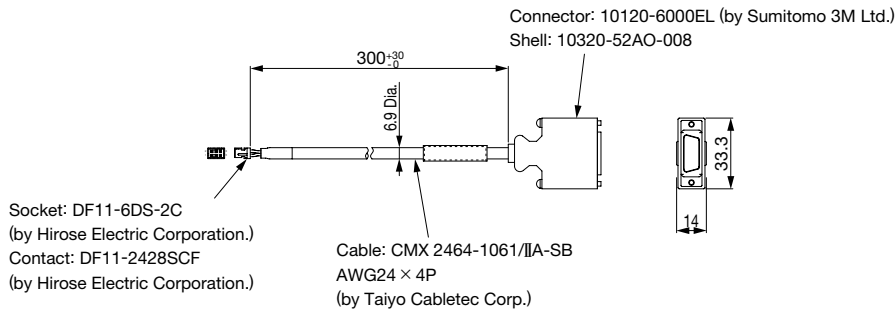 Connector: 10120-6000EL (by Sumitomo 3M Ltd.)
Shell: 10320-52AO-008
300 +30 -0
6.9 Dia.
33.3
14
Socket: DF11-6DS-2C
(by Hirose Electric Corporation.)
Contact: DF11-2428SCF
(by Hirose Electric Corporation.)
Cable: CMX 2464-1061/ⅡA-SB
AWG24 × 4P
(by Taiyo Cabletec Corp.)